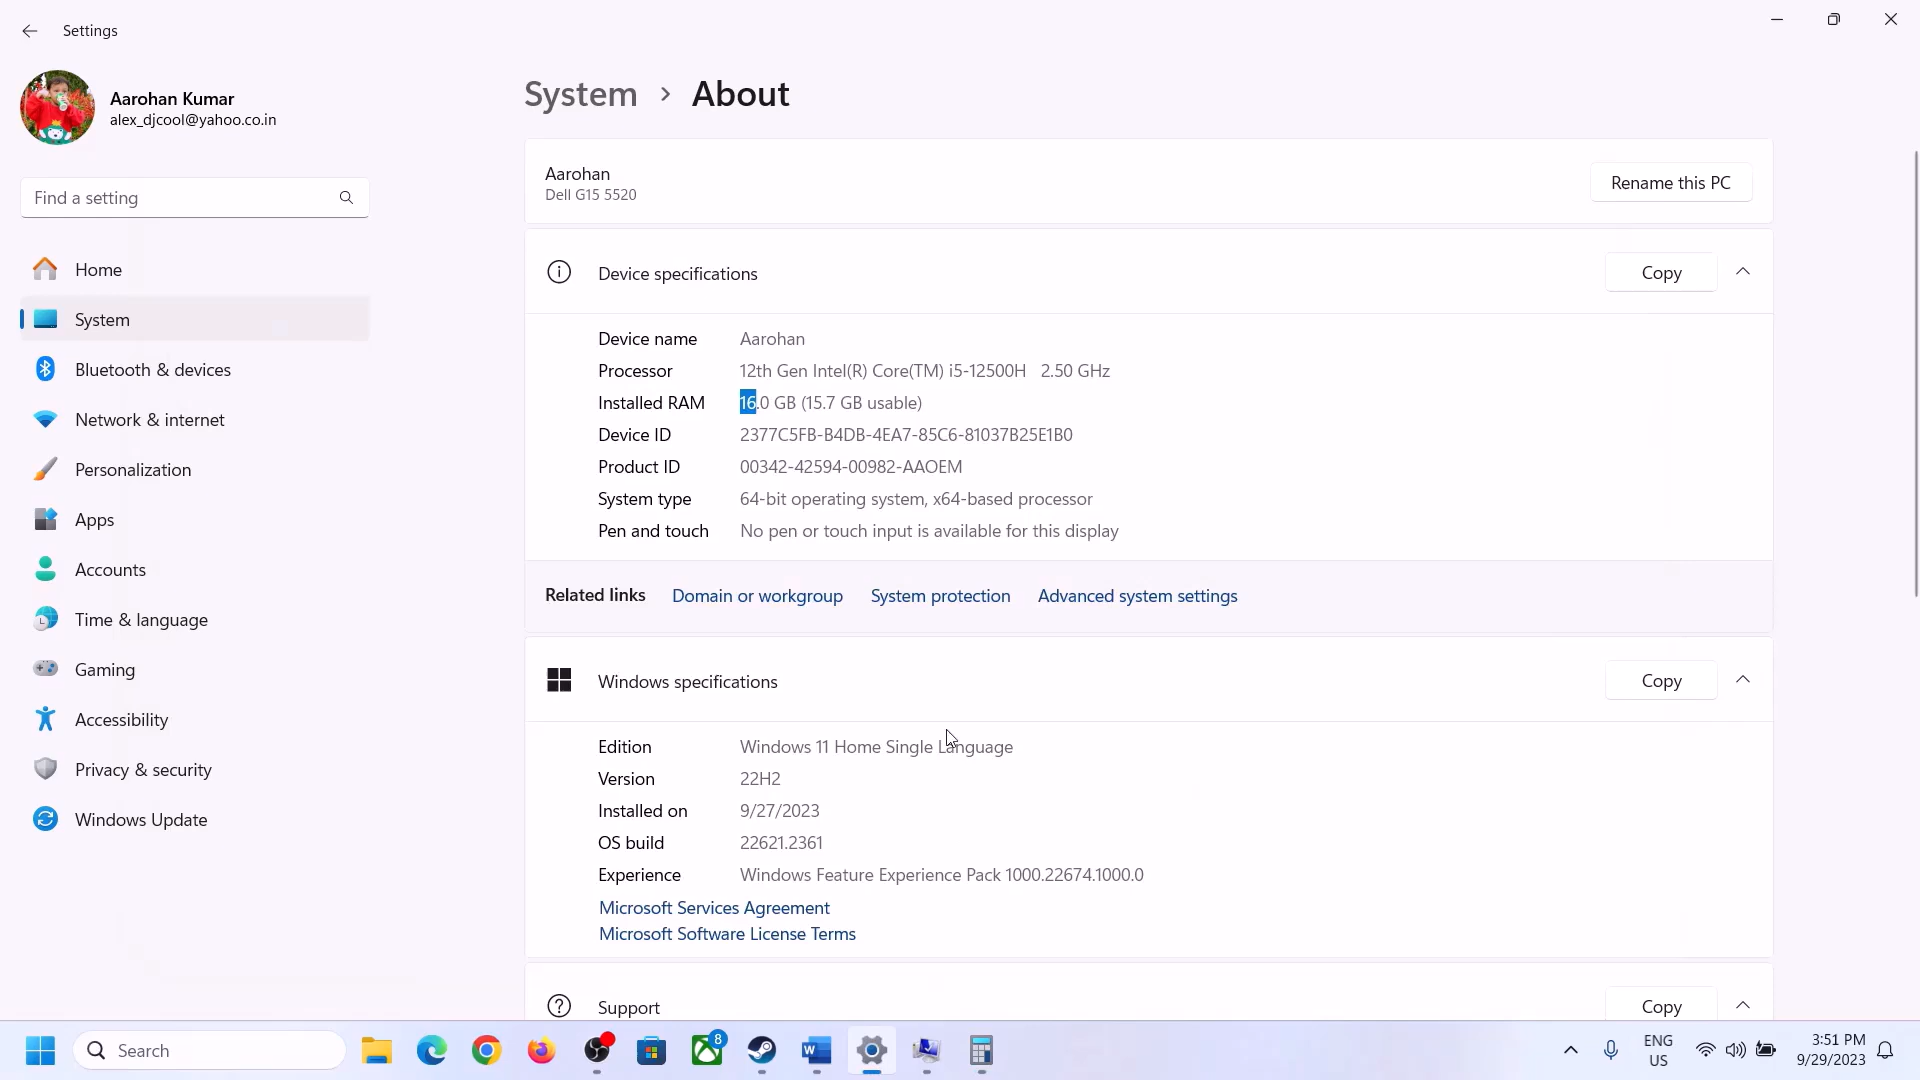 Settings
Aarohan Kumar
alex_djcool@yahoo.co.in
Find a setting
Home
System
Bluetooth & devices
Network & internet
Personalization
Apps
Accounts
Time & language
Gaming
Accessibility
Privacy & security
Windows Update
System > About
Aarohan
Dell G15 5520
Rename this PC
Device specifications
Copy
Device name Aarohan
Processor 12th Gen Intel(R) Core(TM) i5-12500H 2.50 GHz
Installed RAM 16.0 GB (15.7 GB usable)
Device ID 2377C5FB-B4DB-4EA7-85C6-81037B25E1B0
Product ID 00342-42594-00982-AAOEM
System type 64-bit operating system, x64-based processor
Pen and touch No pen or touch input is available for this display
Related links Domain or workgroup System protection Advanced system settings
Windows specifications
Copy
Edition Windows 11 Home Single Language
Version 22H2
Installed on 9/27/2023
OS build 22621.2361
Experience Windows Feature Experience Pack 1000.22674.1000.0
Microsoft Services Agreement
Microsoft Software License Terms
Support
Copy
Search
8
W
ENG
US
3:51 PM
9/29/2023